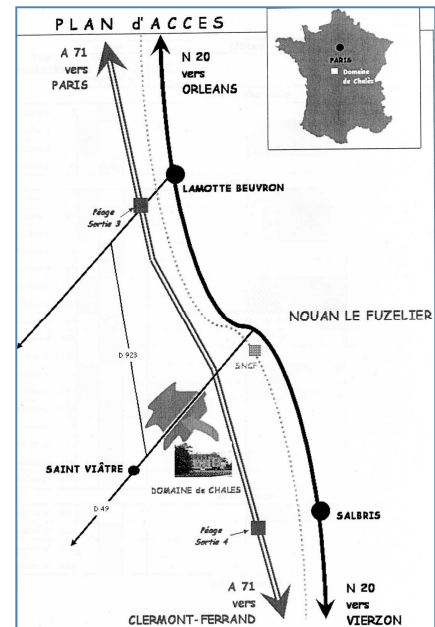 PLAN d'ACCES
A 71
vers
PARIS
N 20
vers
ORLEANS
PARIS
Domaine
de Chalès
LAMOTTE BEUVRON
Péage
Sortie 3
NOUAN LE FUZELIER
SNCF
D 923
SAINT VIÂTRE
DOMAINE de CHALES
D 49
SALBRIS
Péage
Sortie 4
A 71
vers
CLERMONT-FERRAND
N 20
vers
VIERZON